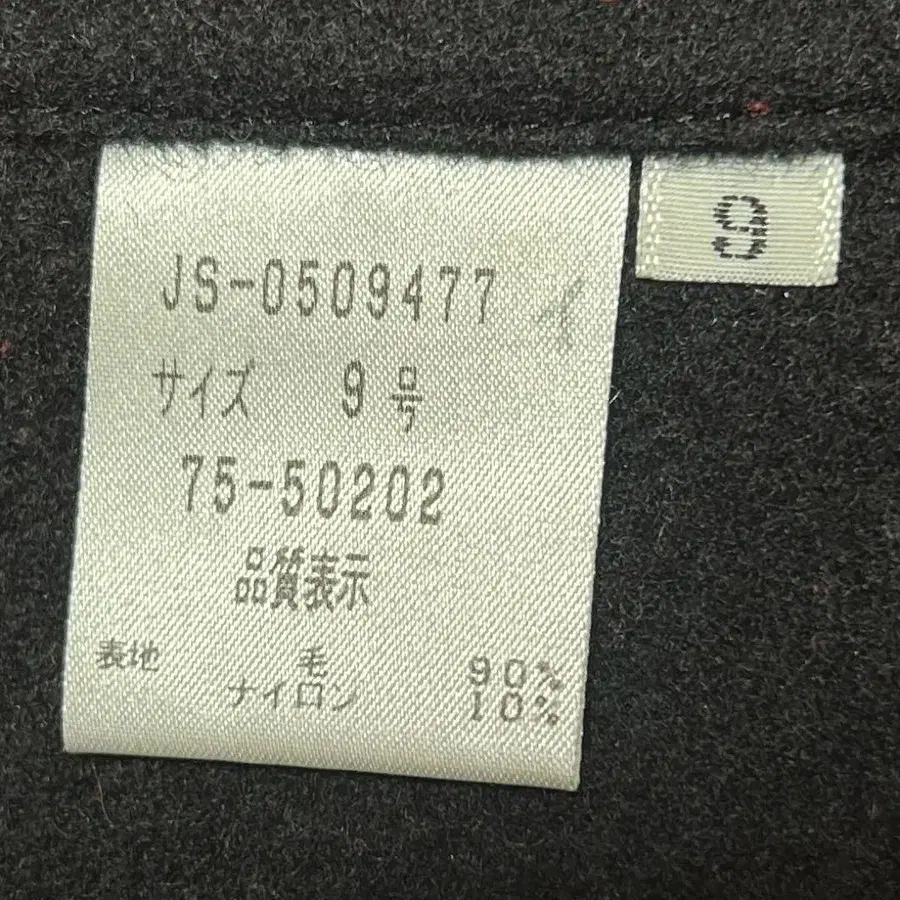 JS-0509477 イ
サイズ 9号
75-50202
品質表示
表地 毛 90%
ナイロン 10%
9